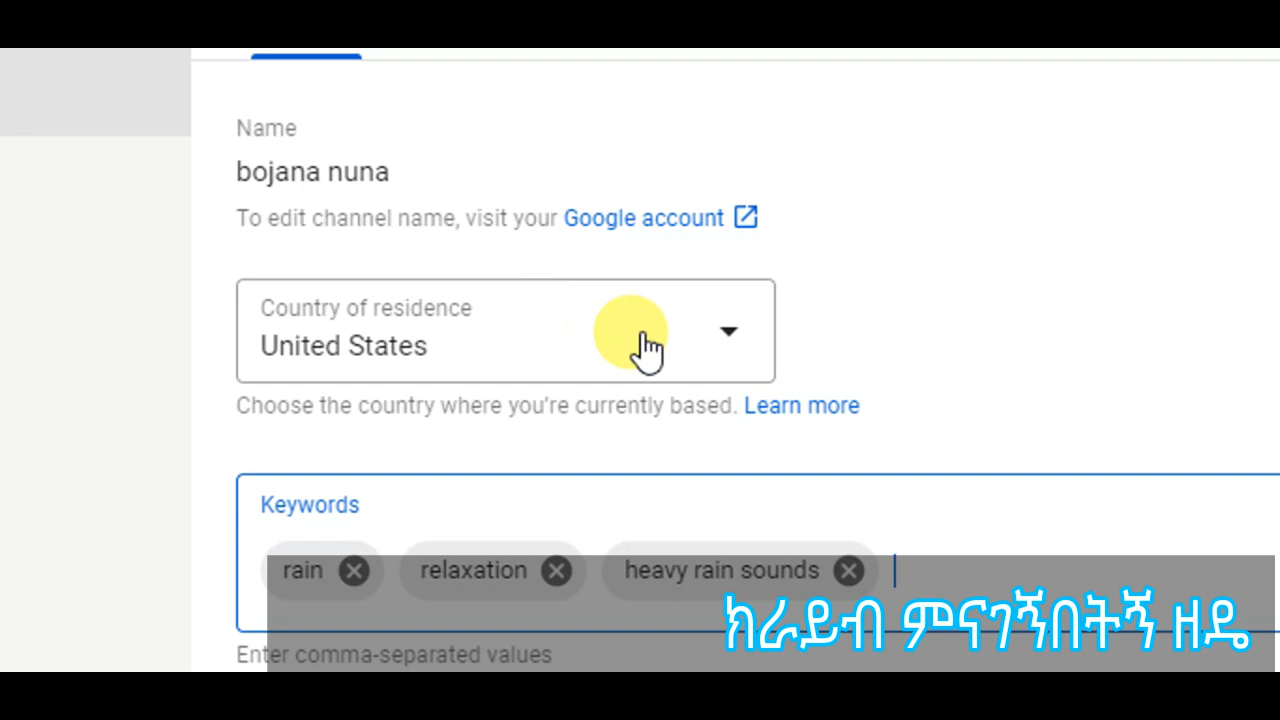 Name
bojana nuna
To edit channel name, visit your Google account
Country of residence
United States
Choose the country where you're currently based. Learn more
Keywords
rain relaxation heavy rain sounds
ክራይብ ምናገኝበትኝ ዘዴ
Enter comma-separated values